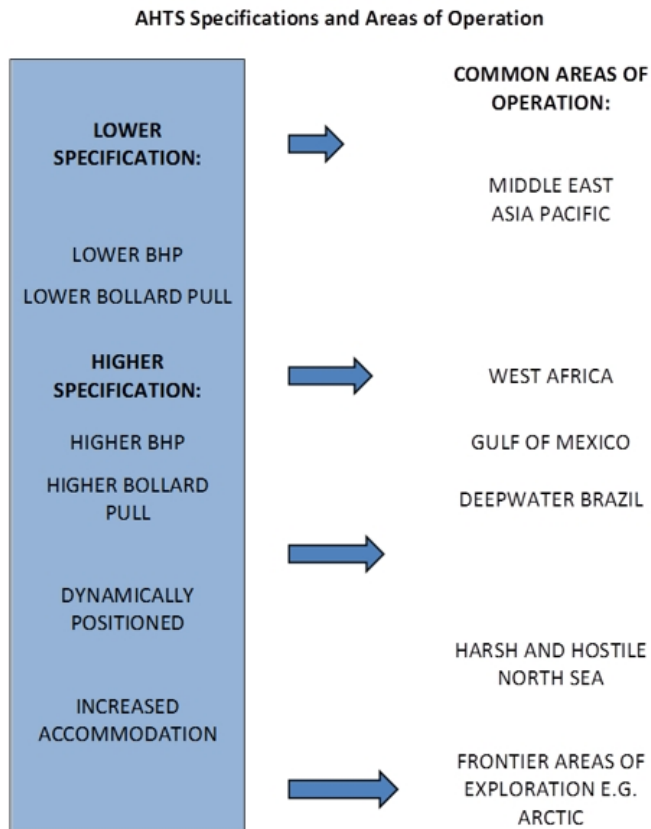 AHTS Specifications and Areas of Operation
LOWER
SPECIFICATION:
LOWER BHP
LOWER BOLLARD PULL
HIGHER
SPECIFICATION:
HIGHER BHP
HIGHER BOLLARD
PULL
DYNAMICALLY
POSITIONED
INCREASED
ACCOMMODATION
COMMON AREAS OF
OPERATION:
MIDDLE EAST
ASIA PACIFIC
WEST AFRICA
GULF OF MEXICO
DEEPWATER BRAZIL
HARSH AND HOSTILE
NORTH SEA
FRONTIER AREAS OF
EXPLORATION E.G.
ARCTIC